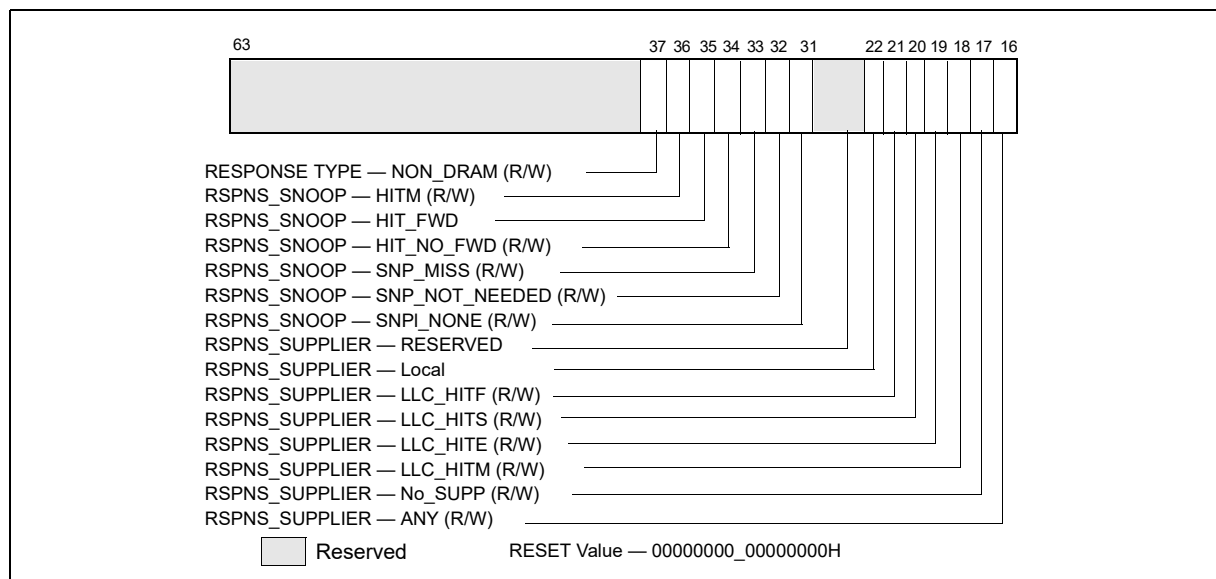 63 37 36 35 34 33 32 31 22 21 20 19 18 17 16
RESPONSE TYPE — NON_DRAM (R/W)
RSPNS_SNOOP — HITM (R/W)
RSPNS_SNOOP — HIT_FWD
RSPNS_SNOOP — HIT_NO_FWD (R/W)
RSPNS_SNOOP — SNP_MISS (R/W)
RSPNS_SNOOP — SNP_NOT_NEEDED (R/W)
RSPNS_SNOOP — SNPl_NONE (R/W)
RSPNS_SUPPLIER — RESERVED
RSPNS_SUPPLIER — Local
RSPNS_SUPPLIER — LLC_HITF (R/W)
RSPNS_SUPPLIER — LLC_HITS (R/W)
RSPNS_SUPPLIER — LLC_HITE (R/W)
RSPNS_SUPPLIER — LLC_HITM (R/W)
RSPNS_SUPPLIER — No_SUPP (R/W)
RSPNS_SUPPLIER — ANY (R/W)
Reserved RESET Value — 00000000_00000000H